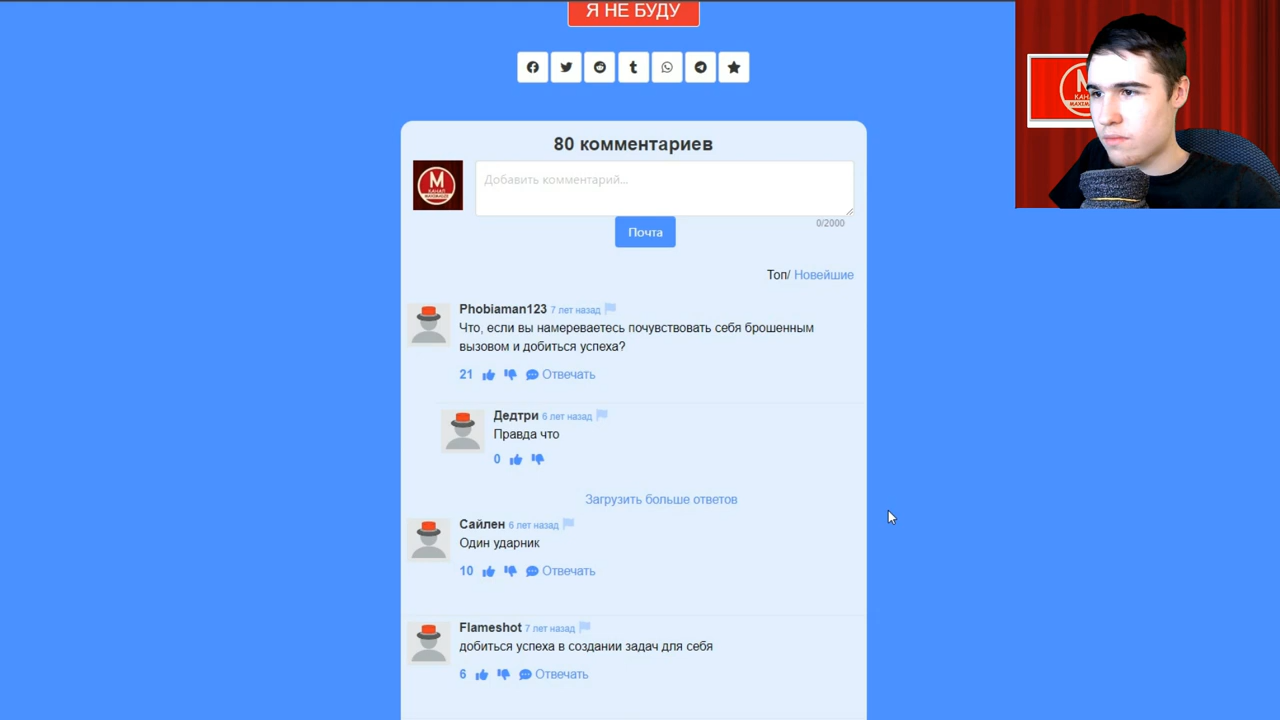 Я НЕ БУДУ
80 комментариев
М
КАНАЛ
Добавить комментарий...
0/2000
Почта
Топ/ Новейшие
Phobiaman123 7 лет назад
Что, если вы намереваетесь почувствовать себя брошенным
вызовом и добиться успеха?
21 Отвечать
Дедтри 6 лет назад
Правда что
0
Загрузить больше ответов
Сайлен 6 лет назад
Один ударник
10 Отвечать
Flameshot 7 лет назад
добиться успеха в создании задач для себя
6 Отвечать